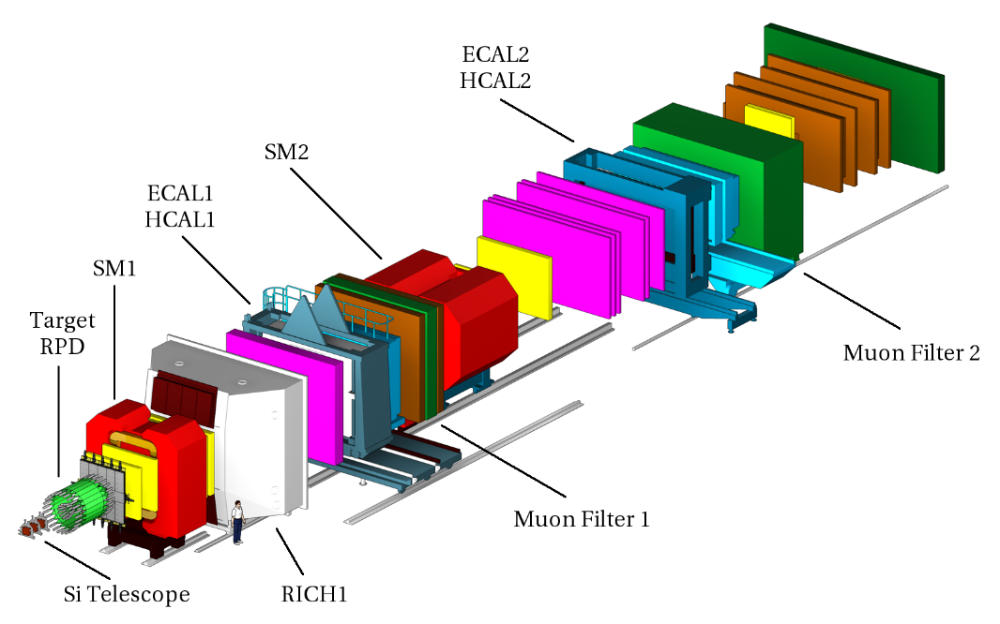 ECAL2
HCAL2
SM2
ECAL1
HCAL1
SM1
Target
RPD
Muon Filter 2
Muon Filter 1
Si Telescope
RICH1